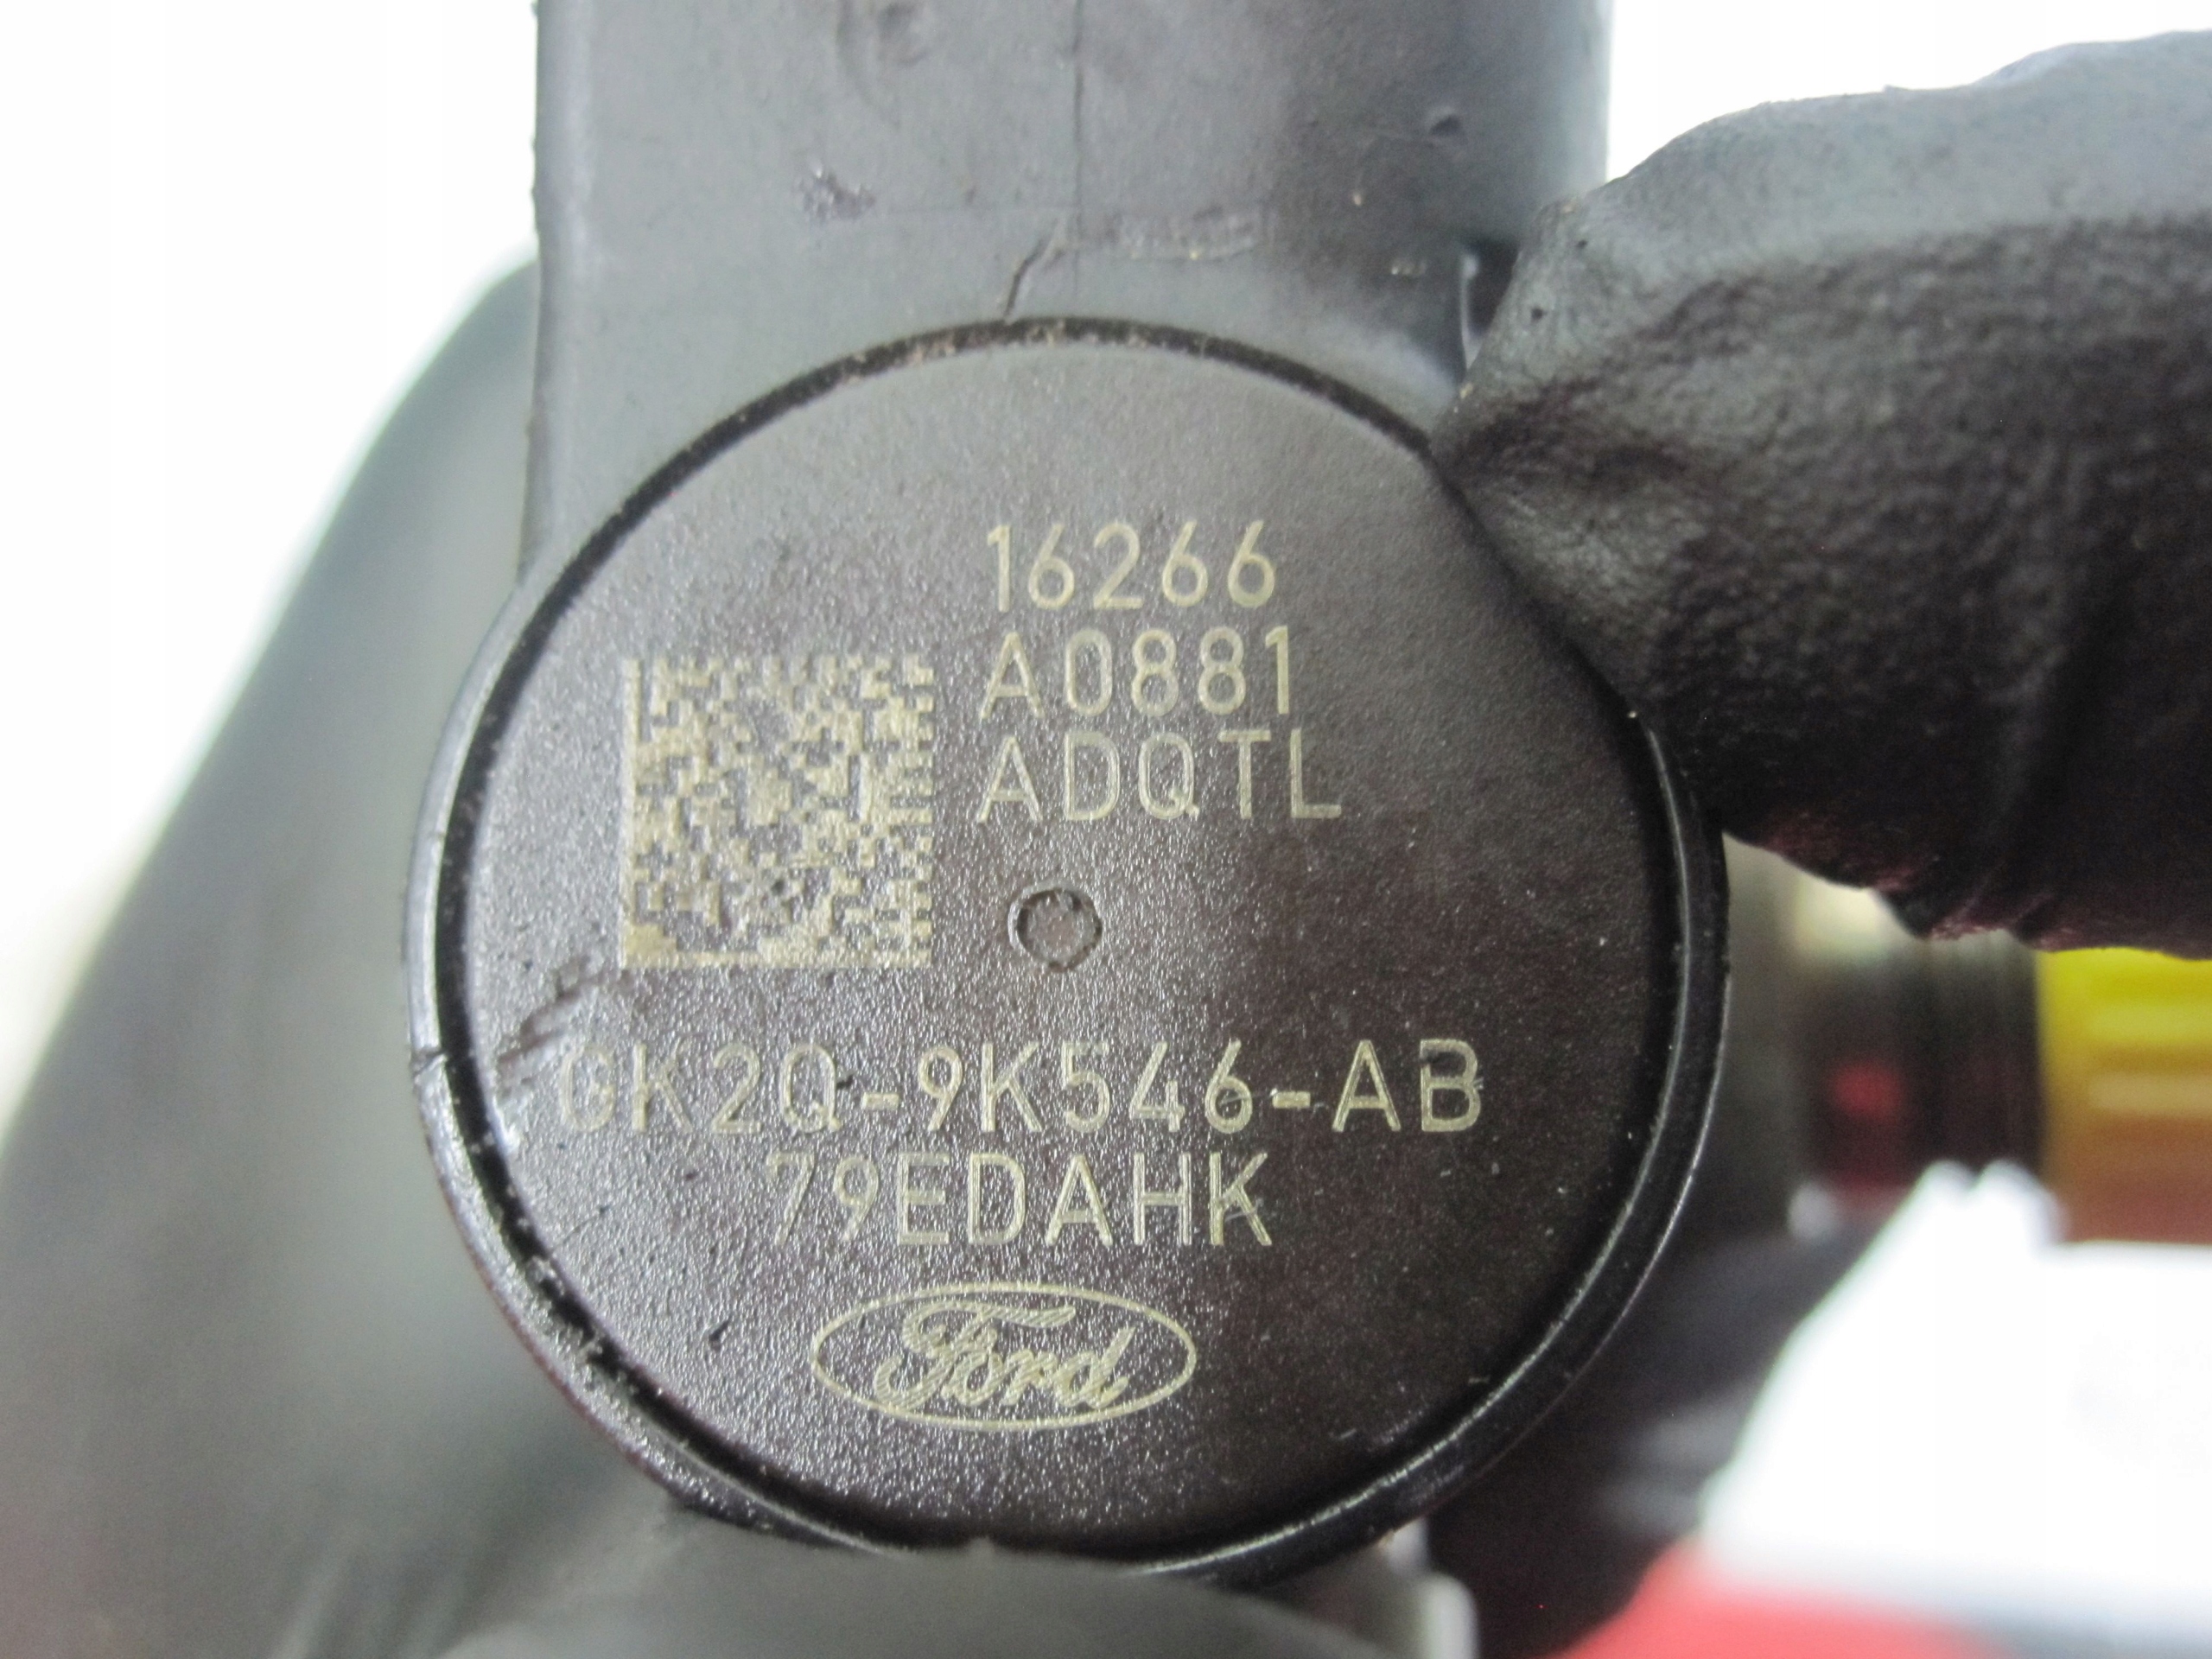 16266
A0881
ADQTL
GK2Q-9K546-AB
79EDAHK
Ford